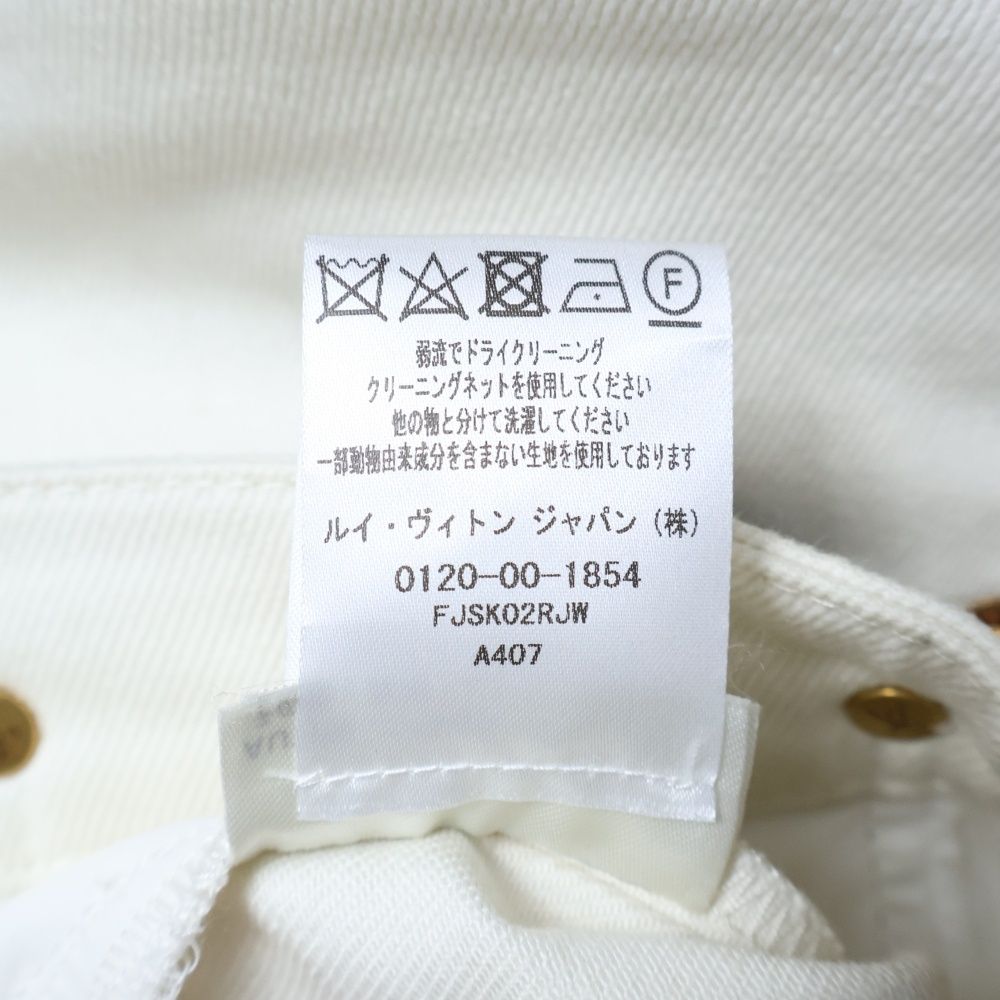 F
弱流でドライクリーニング
クリーニングネットを使用してください
他の物と分けて洗濯してください
一部動物由来成分を含まない生地を使用しております
ルイ・ヴィトン ジャパン(株)
0120-00-1854
FJSK02RJW
A407